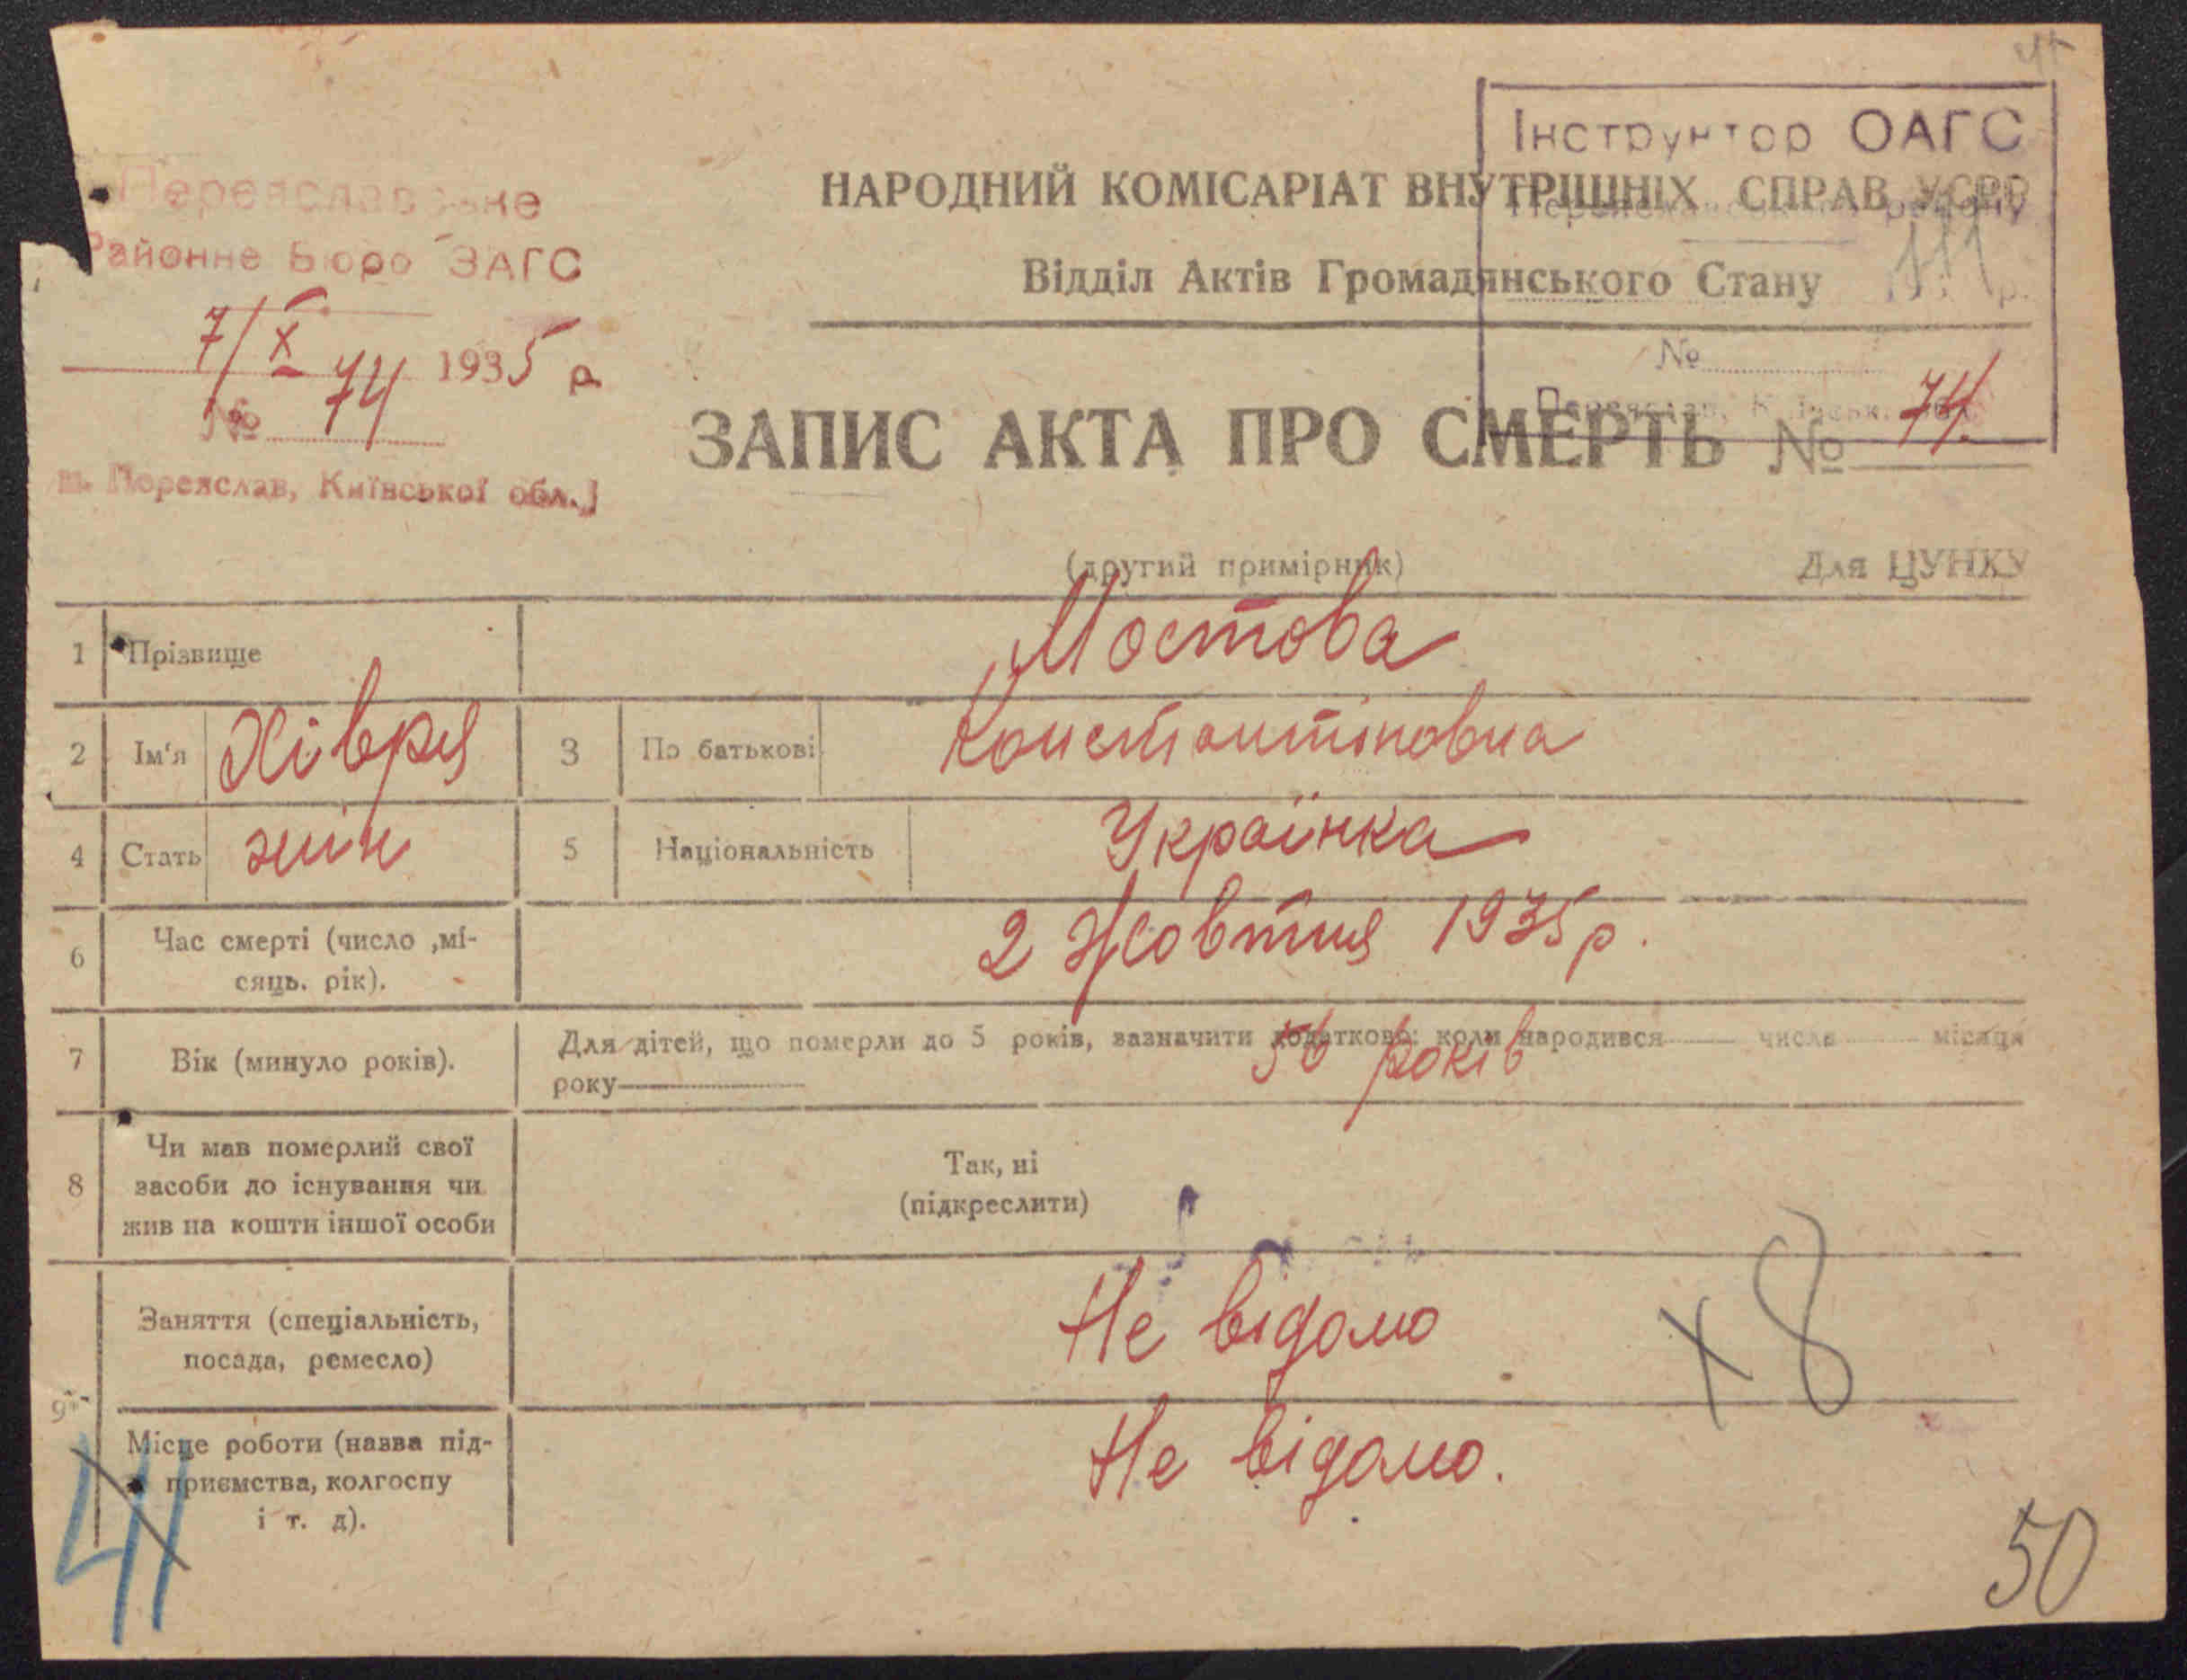 Переяславське
Районне Бюро ЗАГС
7/X 1935 р.
№ 74
м. Переяслав, Київської обл.
Інструктор ОАГС
№
НАРОДНИЙ КОМІСАРІАТ ВНУТРІШНІХ СПРАВ УСРР
Відділ Актів Громадянського Стану
ЗАПИС АКТА ПРО СМЕРТЬ № 74.
(другий примірник) Для ЦУНКУ
1 Прізвище Мостова
2 Ім'я Хівря 3 По батькові Константіновна
4 Стать жін 5 Національність Українка
6 Час смерті (число ,мі-
сяць. рік). 2 Жовтня 1935 р.
7 Вік (минуло років). Для дітей, що померли до 5 років, зазначити додатково: коли народився числа місяця
року
років
8 Чи мав померлий свої
засоби до існування чи
жив на кошти іншої особи
Так, ні
(підкреслити)
9 Заняття (спеціальність,
посада, ремесло) Не відомо
х8
Місце роботи (назва під-
приємства, колгоспу
і т. д). Не відомо.
41
50